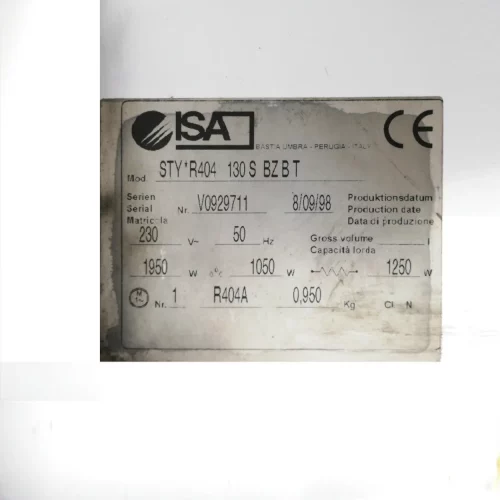 ISA CE
BASTIA UMBRA - PERUGIA - ITALY
Mod. STY*R404 130 S BZ B T
Serien
Serial Nr. V0929711 8/09/98
Matricola
Produktionsdatum
Production date
Data di produzione
230 V~ 50 Hz Gross volume l
Capacità lorda
1950 W 1050 W 1250 W
M
1~ Nr. 1 R404A 0,950 Kg Cl N